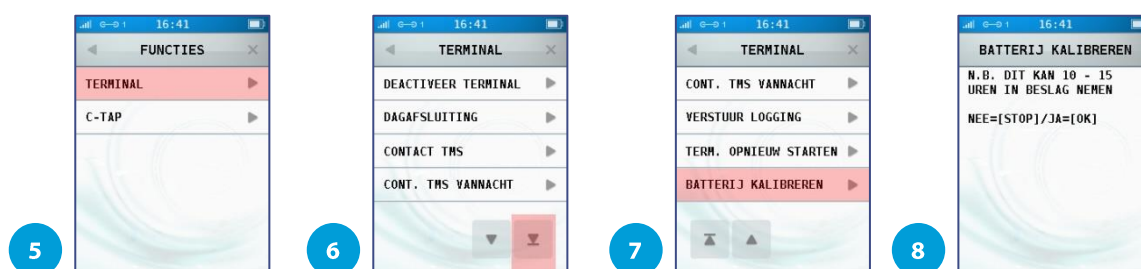 16:41
FUNCTIES
TERMINAL
C-TAP
5
16:41
TERMINAL
DEACTIVEER TERMINAL
DAGAFSLUITING
CONTACT TMS
CONT. TMS VANNACHT
6
16:41
TERMINAL
CONT. TMS VANNACHT
VERSTUUR LOGGING
TERM. OPNIEUW STARTEN
BATTERIJ KALIBREREN
7
16:41
BATTERIJ KALIBREREN
N.B. DIT KAN 10 - 15
UREN IN BESLAG NEMEN
NEE=[STOP]/JA=[OK]
8